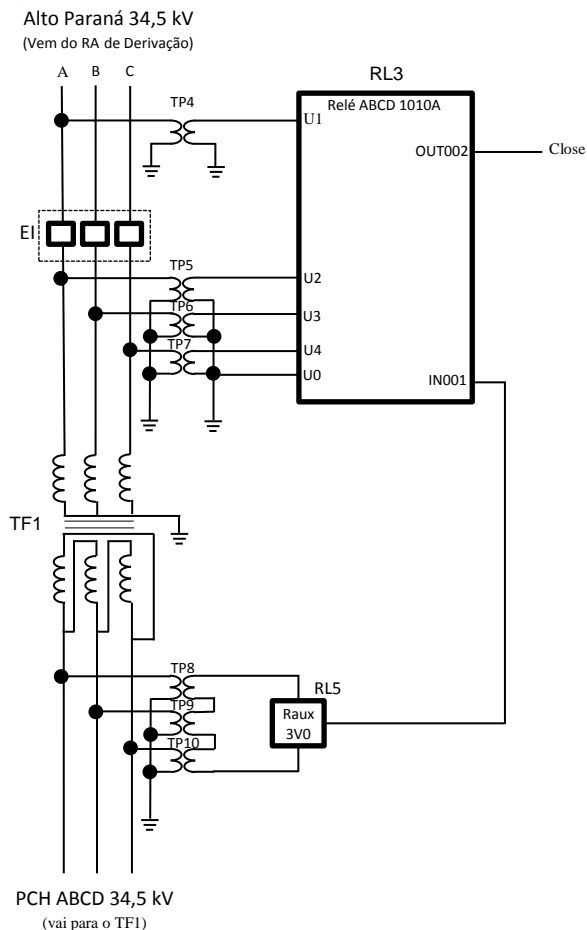 Alto Paraná 34,5 kV
(Vem do RA de Derivação)
A B C
RL3
TP4
Relé ABCD 1010A
U1
OUT002
Close
EI
TP5
U2
TP6
U3
TP7
U4
U0
IN001
TF1
TP8
RL5
TP9
Raux
3V0
TP10
PCH ABCD 34,5 kV
(vai para o TF1)